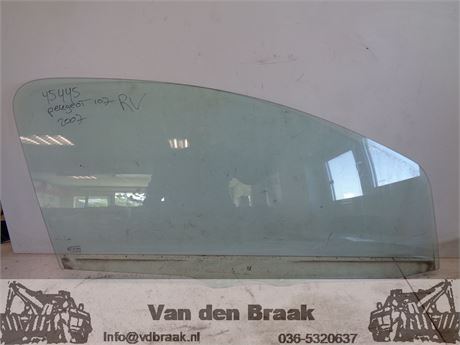 45445
peugeot 107 RV
2007
Van den Braak
Info@vdbraak.nl 036-5320637